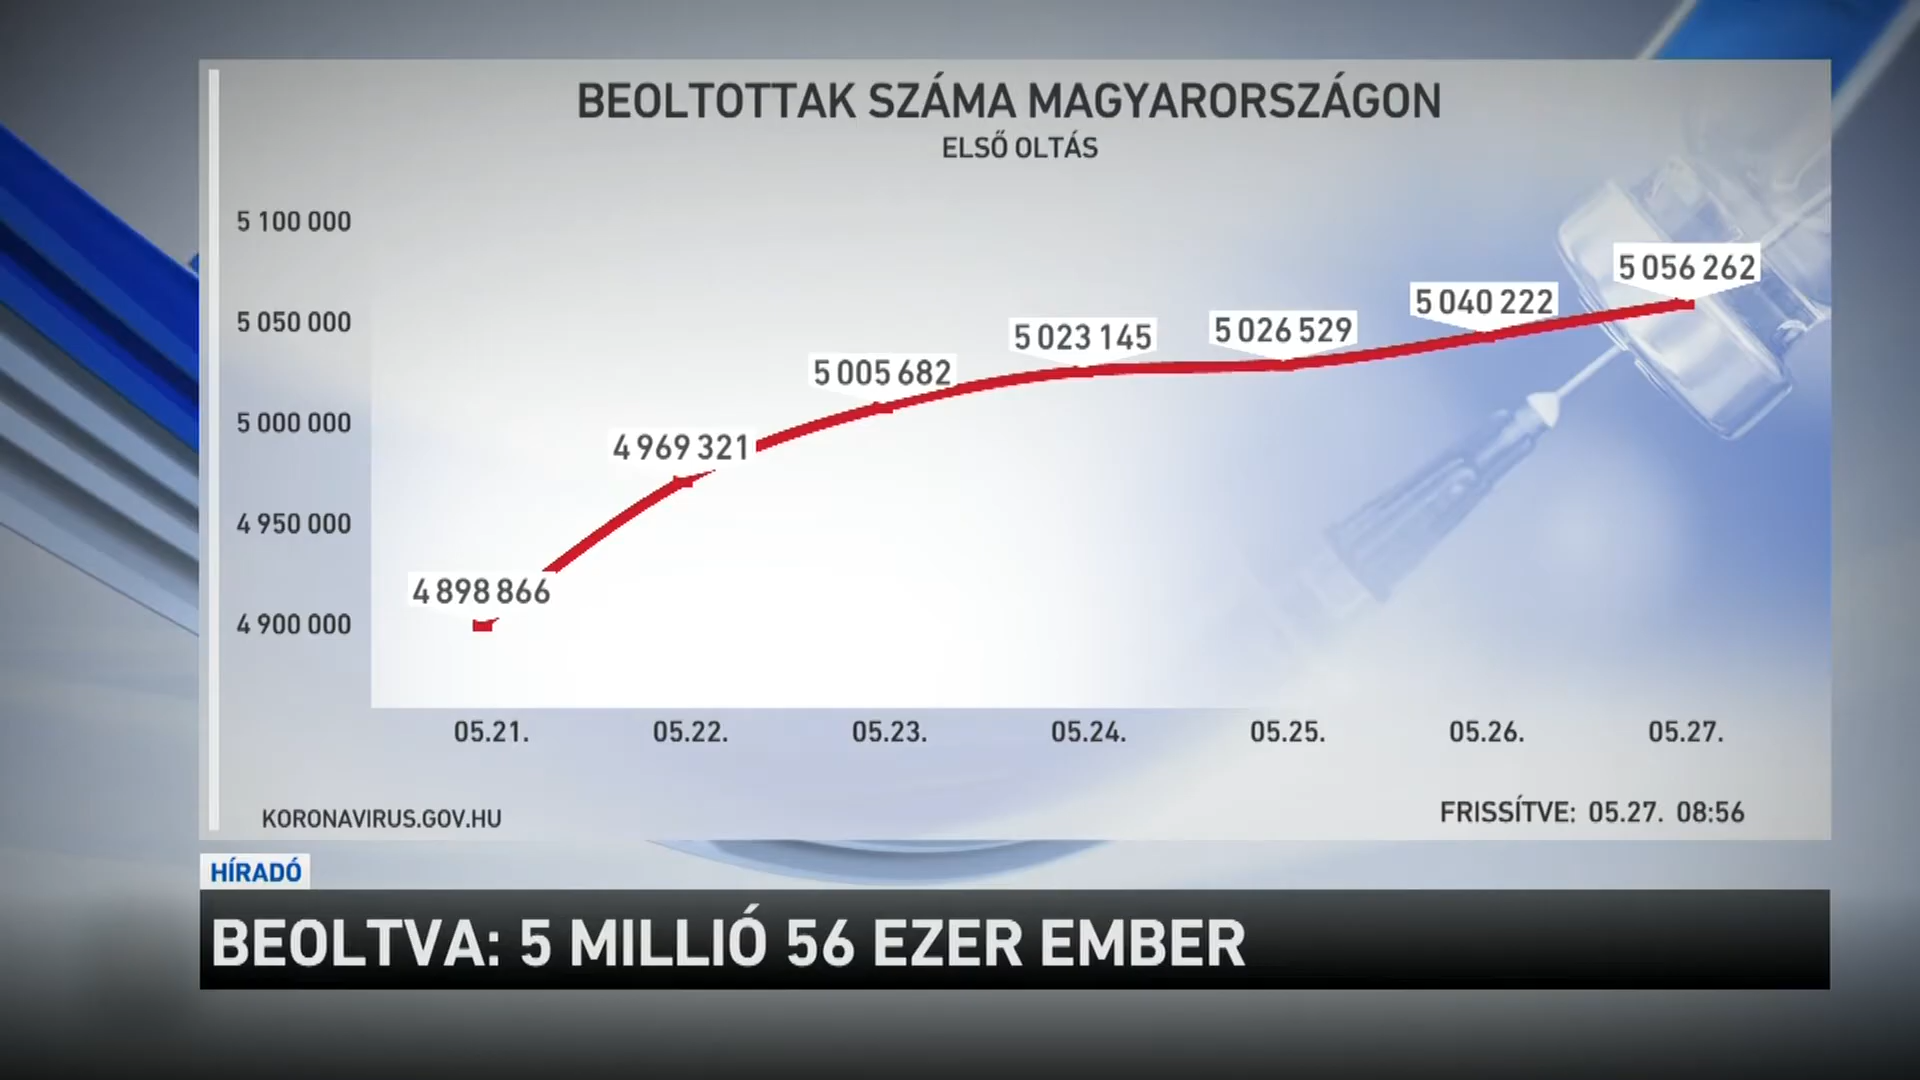 BEOLTOTTAK SZÁMA MAGYARORSZÁGON
ELSŐ OLTÁS
5 100 000
5 050 000
5 000 000
4 950 000
4 900 000
4 898 866
4 969 321
5 005 682
5 023 145
5 026 529
5 040 222
5 056 262
05.21. 05.22. 05.23. 05.24. 05.25. 05.26. 05.27.
KORONAVIRUS.GOV.HU
FRISSÍTVE: 05.27. 08:56
HÍRADÓ
BEOLTVA: 5 MILLIÓ 56 EZER EMBER